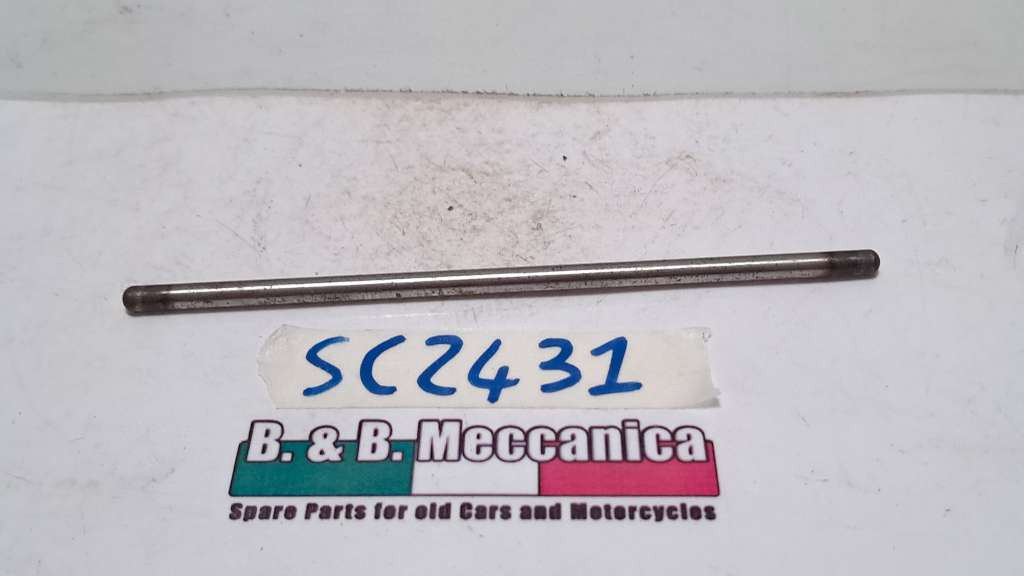 SC2431
B. & B. Meccanica
Spare Parts for old Cars and Motorcycles